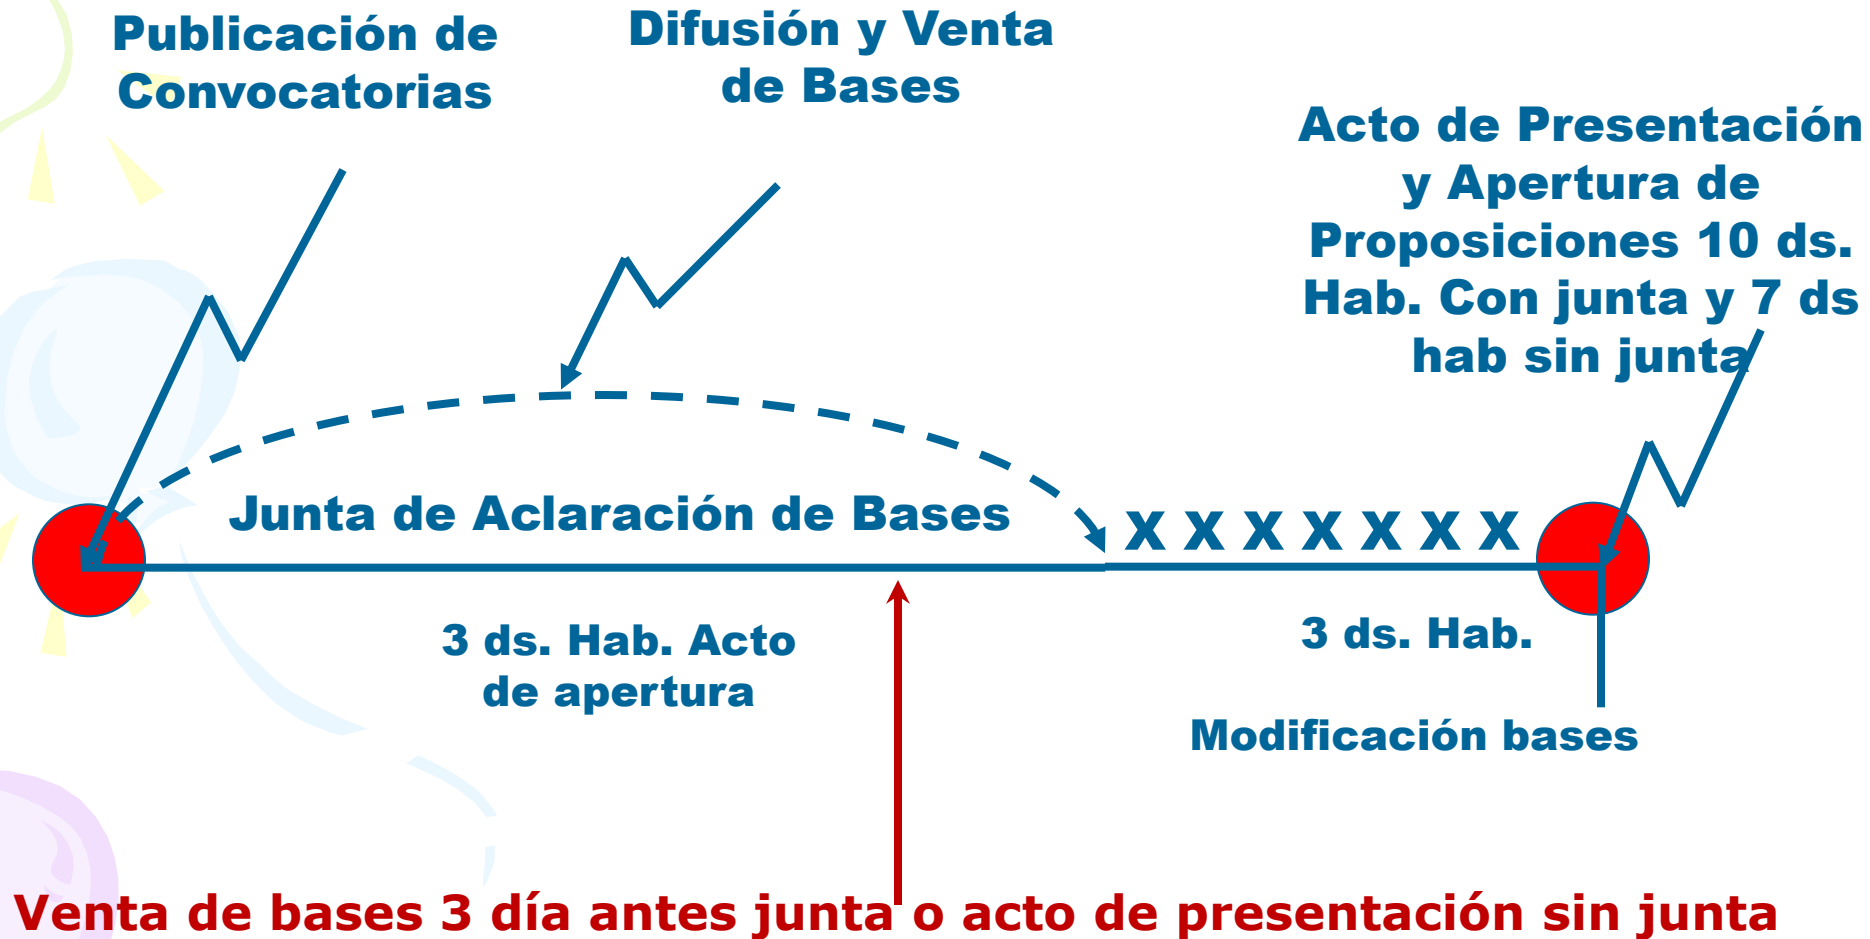 Publicación de
Convocatorias
Difusión y Venta
de Bases
Acto de Presentación
y Apertura de
Proposiciones 10 ds.
Hab. Con junta y 7 ds
hab sin junta
Junta de Aclaración de Bases
X X X X X X X
3 ds. Hab. Acto
de apertura
3 ds. Hab.
Modificación bases
Venta de bases 3 día antes junta o acto de presentación sin junta